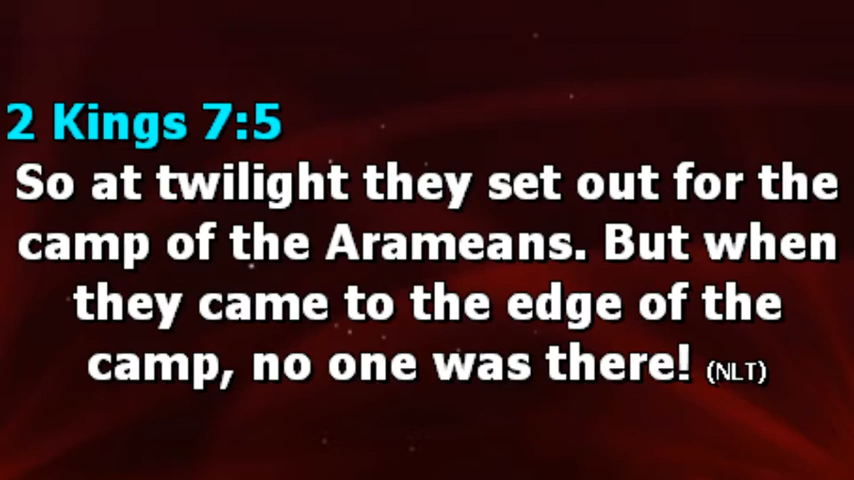 2 Kings 7:5
So at twilight they set out for the
camp of the Arameans. But when
they came to the edge of the
camp, no one was there! (NLT)